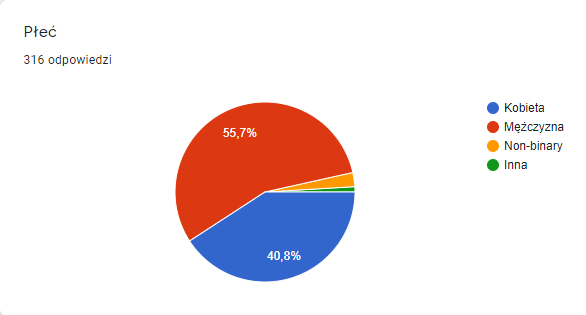 Płeć
316 odpowiedzi
55,7%
40,8%
Kobieta
Mężczyzna
Non-binary
Inna